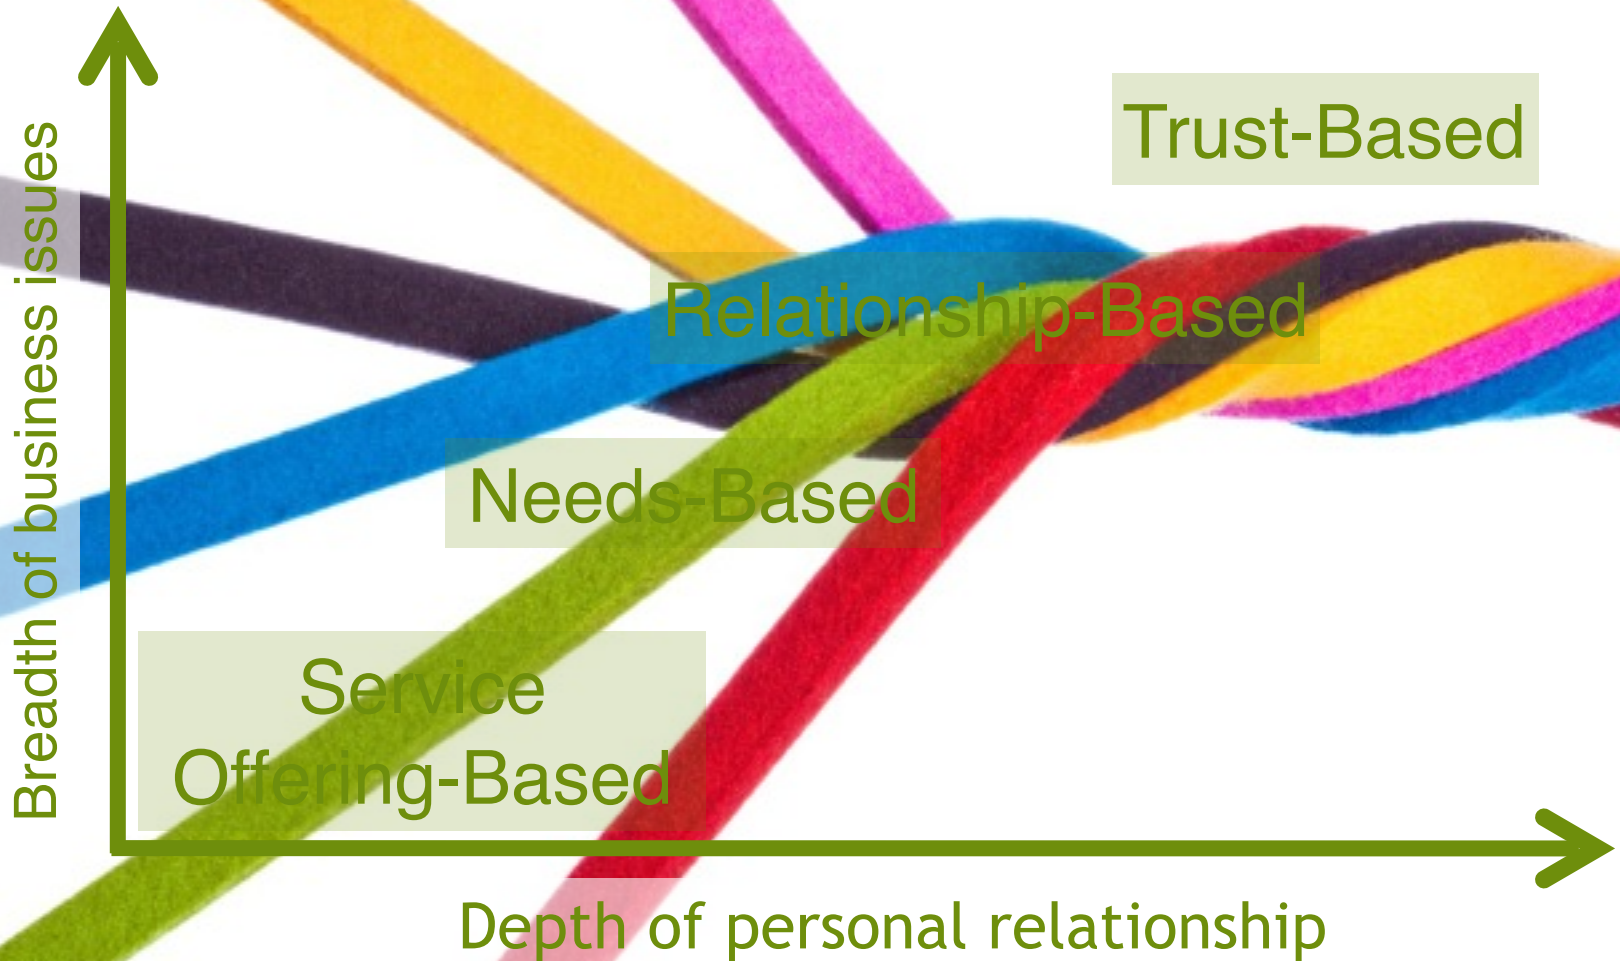 Breadth of business issues
Trust-Based
Relationship-Based
Needs-Based
Service
Offering-Based
Depth of personal relationship